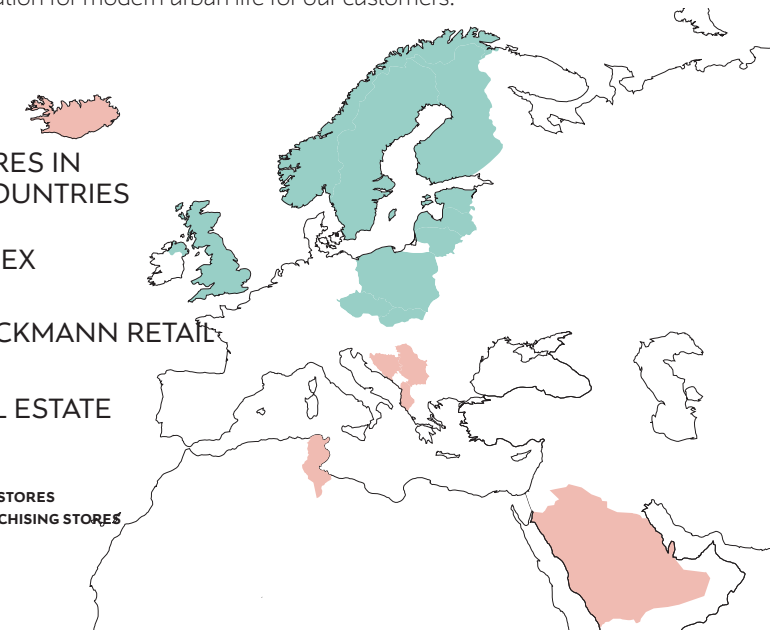 ation for modern urban life for our customers.
RES IN
OUNTRIES
EX
CKMANN RETAIL
L ESTATE
STORES
CHISING STORES